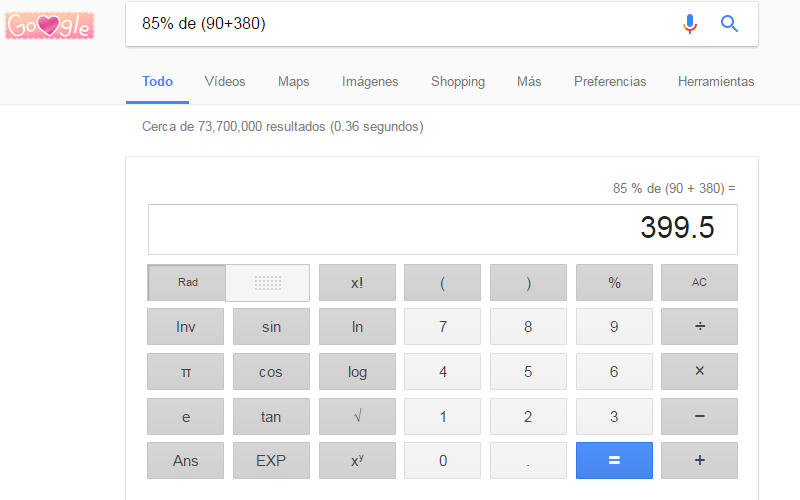 Google
85% de (90+380)
Todo Vídeos Maps Imágenes Shopping Más Preferencias Herramientas
Cerca de 73,700,000 resultados (0.36 segundos)
85 % de (90 + 380) =
399.5
Rad x! ( ) % AC
Inv sin ln 7 8 9 ÷
π cos log 4 5 6 ×
e tan √ 1 2 3 −
Ans EXP xʸ 0 . = +